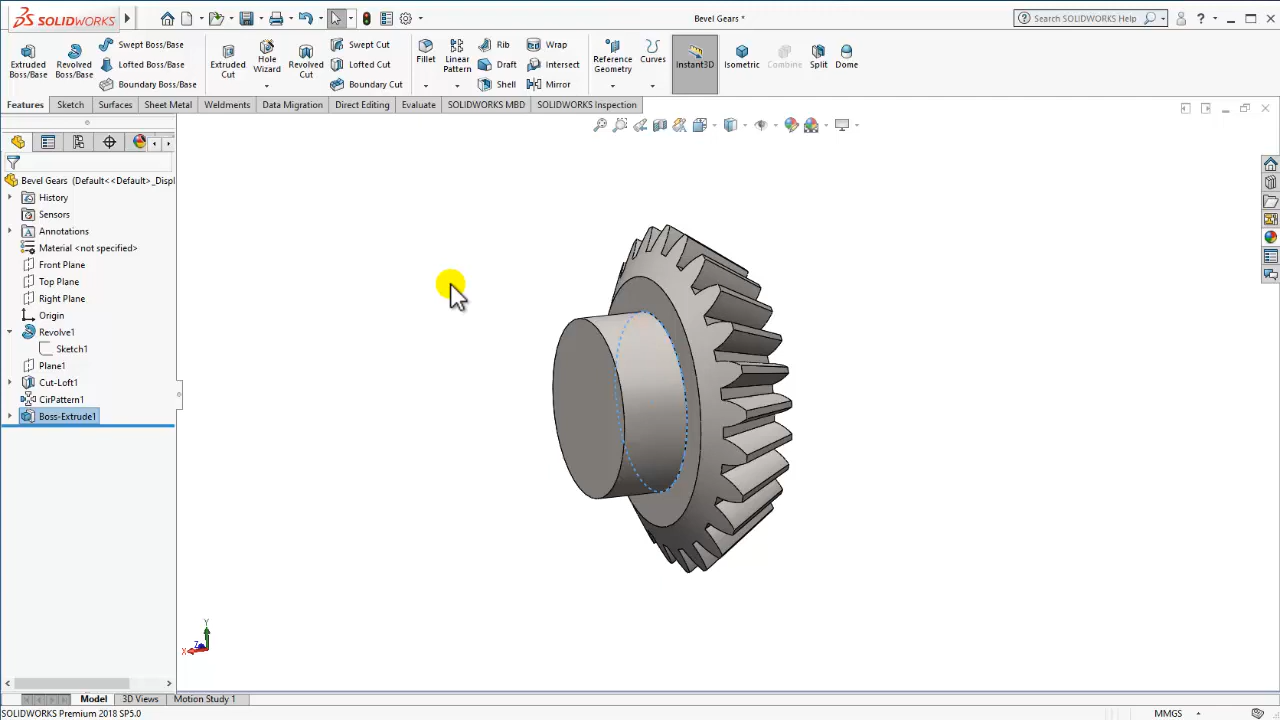 SOLIDWORKS
Bevel Gears *
Search SOLIDWORKS Help
Extruded Boss/Base
Revolved Boss/Base
Swept Boss/Base
Lofted Boss/Base
Boundary Boss/Base
Extruded Cut
Hole Wizard
Revolved Cut
Swept Cut
Lofted Cut
Boundary Cut
Fillet
Linear Pattern
Rib
Draft
Shell
Wrap
Intersect
Mirror
Reference Geometry
Curves
Instant3D
Isometric
Combine
Split
Dome
Features
Sketch
Surfaces
Sheet Metal
Weldments
Data Migration
Direct Editing
Evaluate
SOLIDWORKS MBD
SOLIDWORKS Inspection
Bevel Gears (Default<<Default>_Displ
History
Sensors
Annotations
Material <not specified>
Front Plane
Top Plane
Right Plane
Origin
Revolve1
Sketch1
Plane1
Cut-Loft1
CirPattern1
Boss-Extrude1
Y
Z
X
Model
3D Views
Motion Study 1
SOLIDWORKS Premium 2018 SP5.0
MMGS